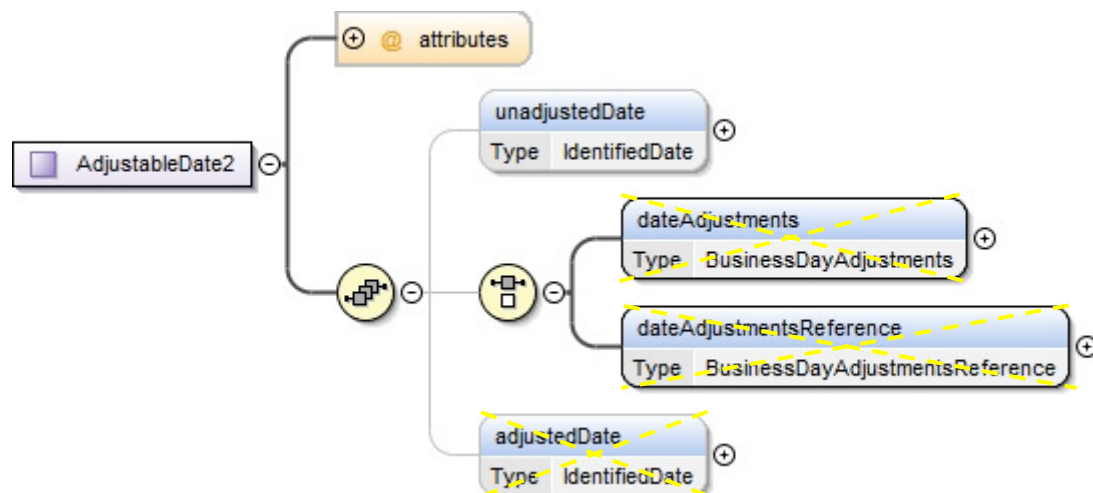 @ attributes
unadjustedDate
Type IdentifiedDate
AdjustableDate2
dateAdjustments
Type BusinessDayAdjustments
dateAdjustmentsReference
Type BusinessDayAdjustmentsReference
adjustedDate
Type IdentifiedDate